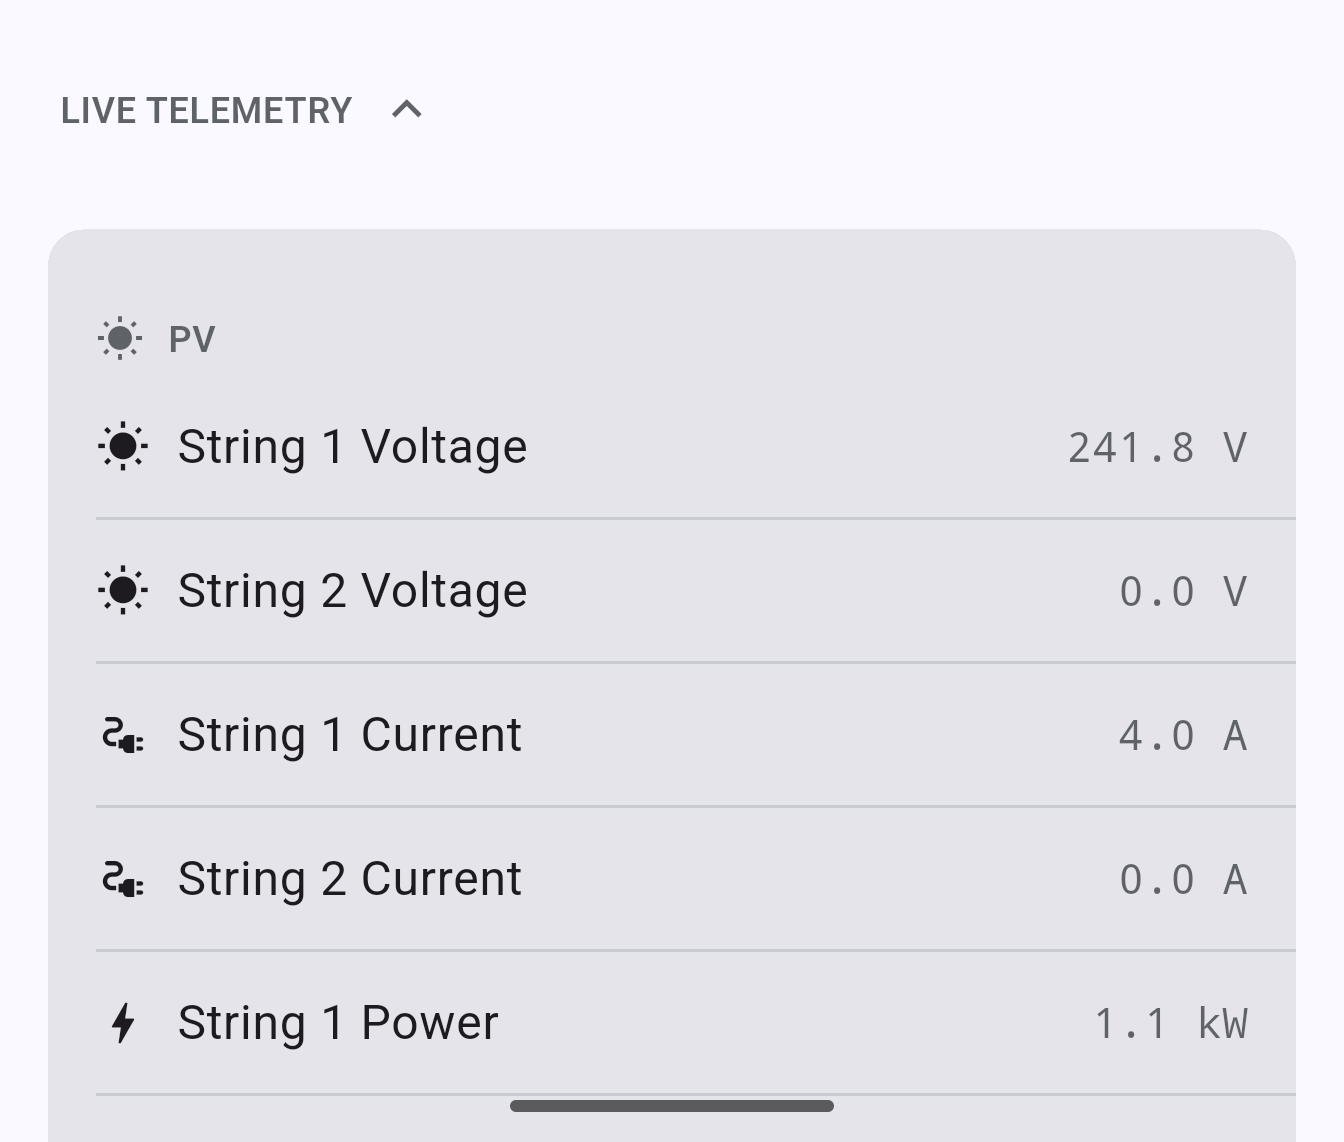 LIVE TELEMETRY
PV
String 1 Voltage 241.8 V
String 2 Voltage 0.0 V
String 1 Current 4.0 A
String 2 Current 0.0 A
String 1 Power 1.1 kW